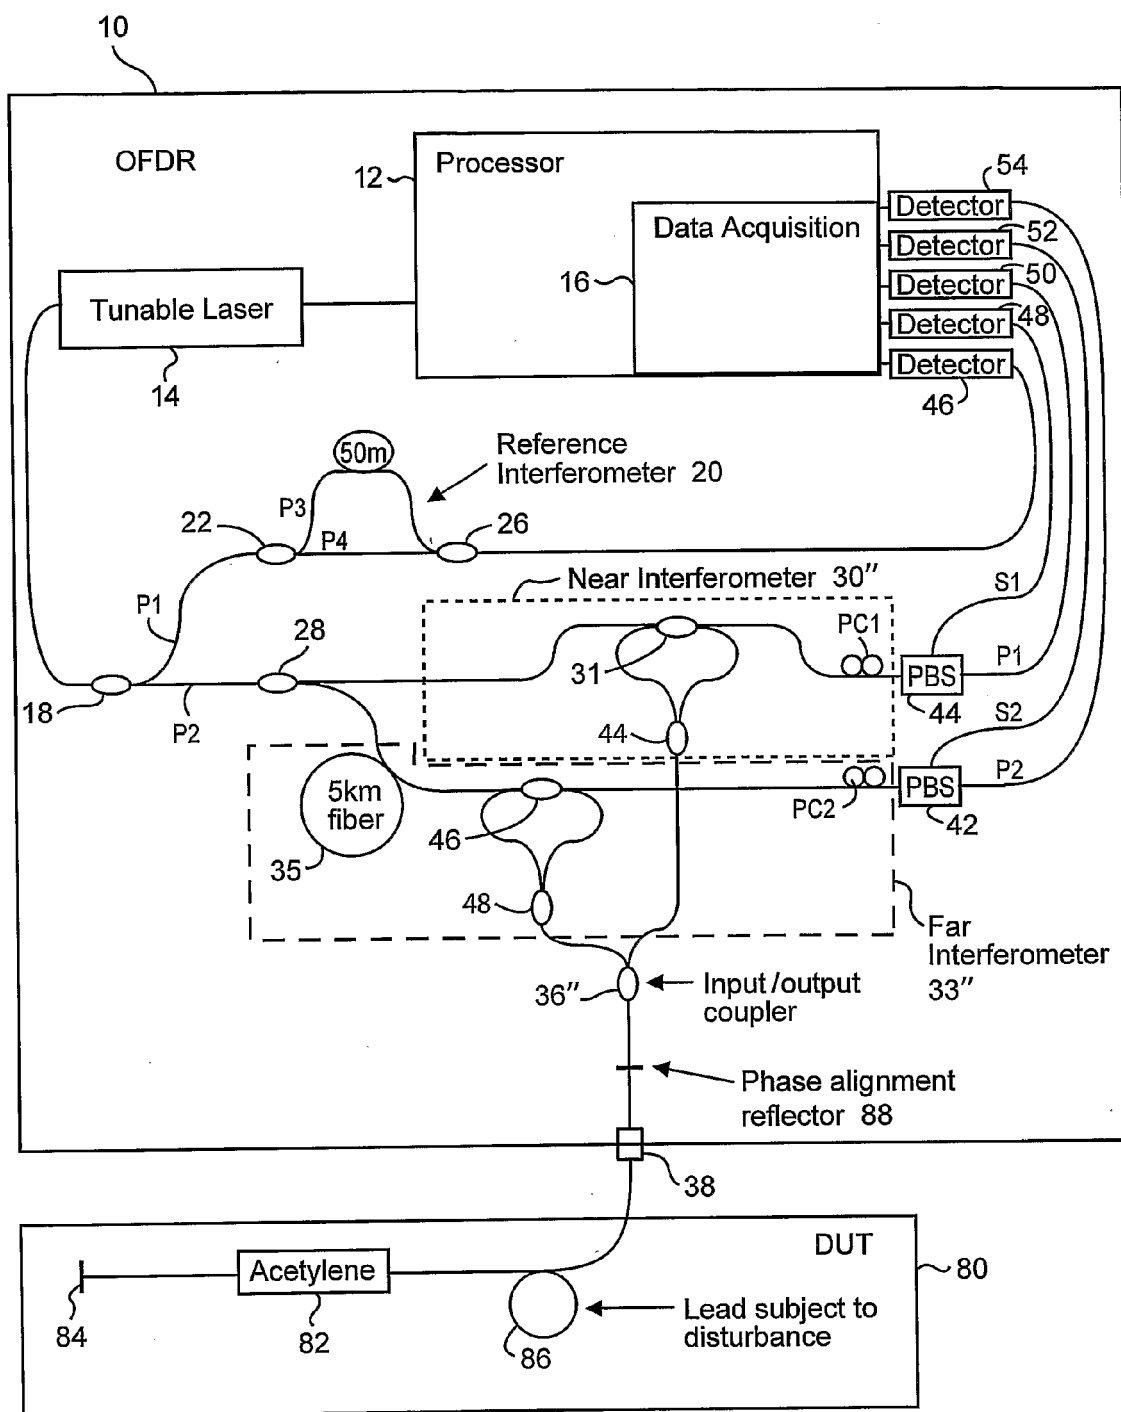 10
OFDR
Processor
12
Data Acquisition
16
54
Detector
52
Detector
50
Detector
48
Detector
Detector
46
Tunable Laser
14
50m
Reference
Interferometer 20
P3
22
P4
26
P1
Near Interferometer 30″
S1
28
PC1
31
P1
PBS
18
P2
44
44
S2
5km
fiber
P2
PC2
PBS
46
42
35
48
Far
Interferometer
33″
36″
Input/output
coupler
Phase alignment
reflector 88
38
DUT
Acetylene
80
84
82
86
Lead subject to
disturbance